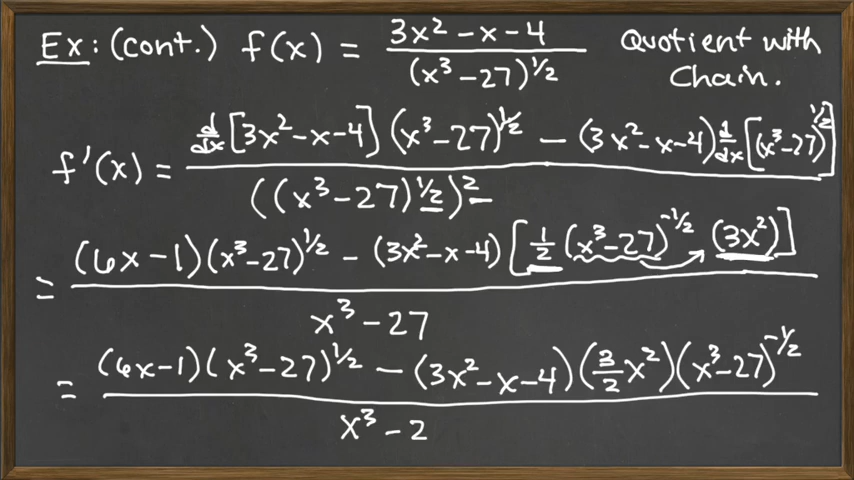 Ex: (cont.) f(x) = (3x² - x - 4) / (x³ - 27)^(1/2) Quotient with Chain.
f'(x) = (d/dx [3x² - x - 4] (x³ - 27)^(1/2) - (3x² - x - 4) d/dx [(x³ - 27)^(1/2)]) / ((x³ - 27)^(1/2))²
= ((6x - 1)(x³ - 27)^(1/2) - (3x² - x - 4) [1/2 (x³ - 27)^(-1/2) (3x²)]) / (x³ - 27)
= ((6x - 1)(x³ - 27)^(1/2) - (3x² - x - 4)(3/2 x²)(x³ - 27)^(-1/2)) / (x³ - 2